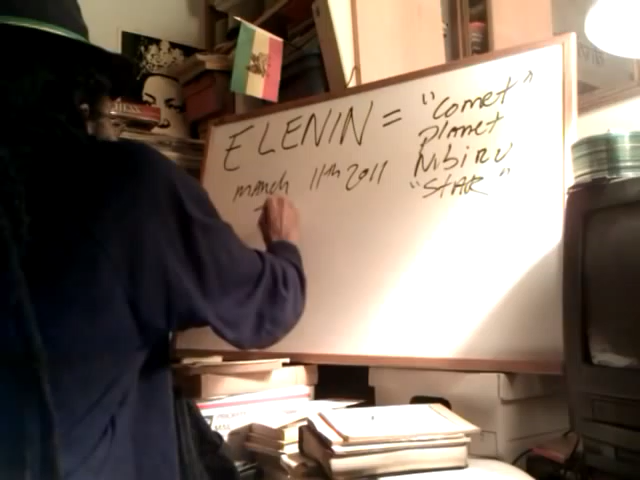 ELENIN = "Comet"
planet
Nibiru
"STAR"
March 11th 2011